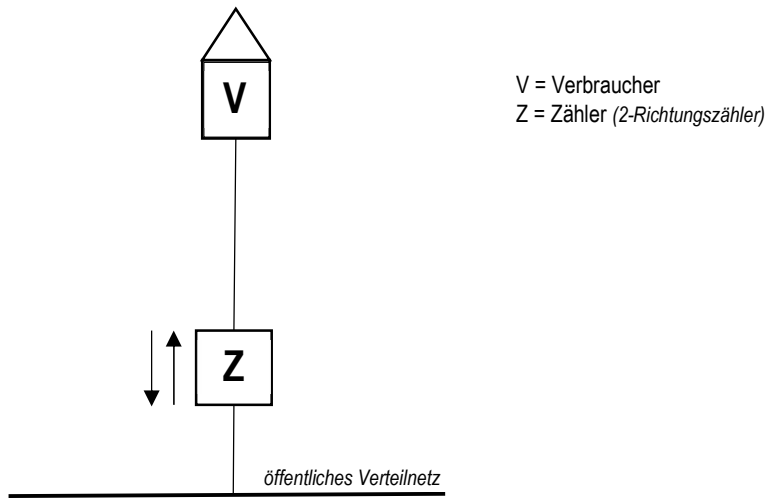 V
V = Verbraucher
Z = Zähler (2-Richtungszähler)
Z
öffentliches Verteilnetz